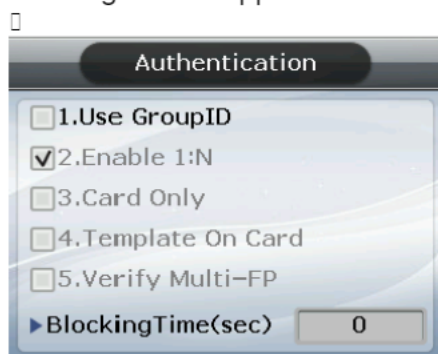 Authentication
1.Use GroupID
2.Enable 1:N
3.Card Only
4.Template On Card
5.Verify Multi-FP
BlockingTime(sec) 0